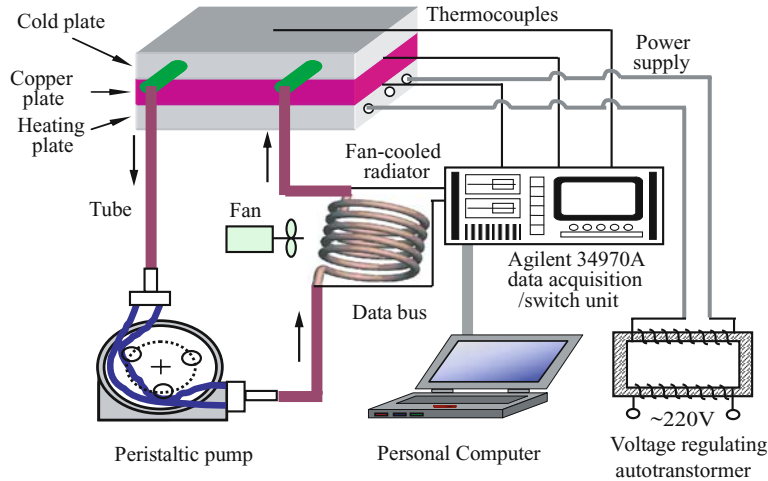 Cold plate
Thermocouples
Power
supply
Copper
plate
Heating
plate
Fan-cooled
radiator
Tube
Fan
Agilent 34970A
data acquisition
/switch unit
Data bus
~220V
Peristaltic pump
Personal Computer
Voltage regulating
autotranstormer